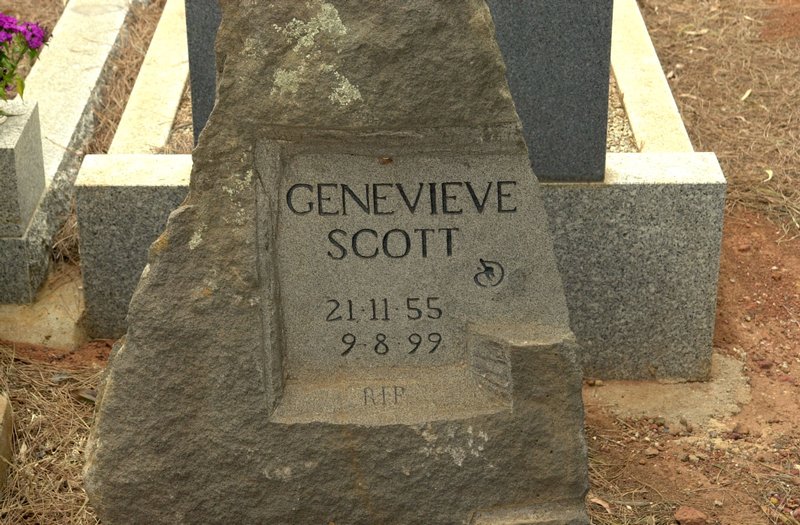 GENEVIEVE
SCOTT
21·11·55
9·8·99
RIP